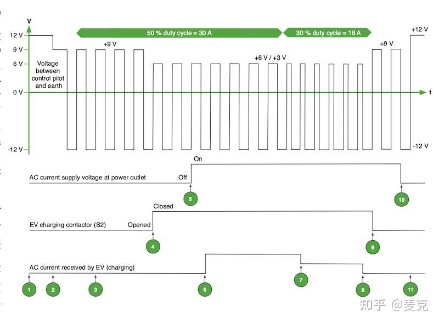 V
50 % duty cycle = 30 A
30 % duty cycle = 18 A
+12 V
12 V
+9 V
+9 V
9 V
6 V
+6 V / +3 V
Voltage
between
control pilot
and earth
0 V
t
-12 V
-12 V
On
AC current supply voltage at power outlet
Off
5
10
Closed
EV charging contactor (S2)
Opened
4
9
AC current received by EV (charging)
1
2
3
6
7
8
11
知乎 @麦克